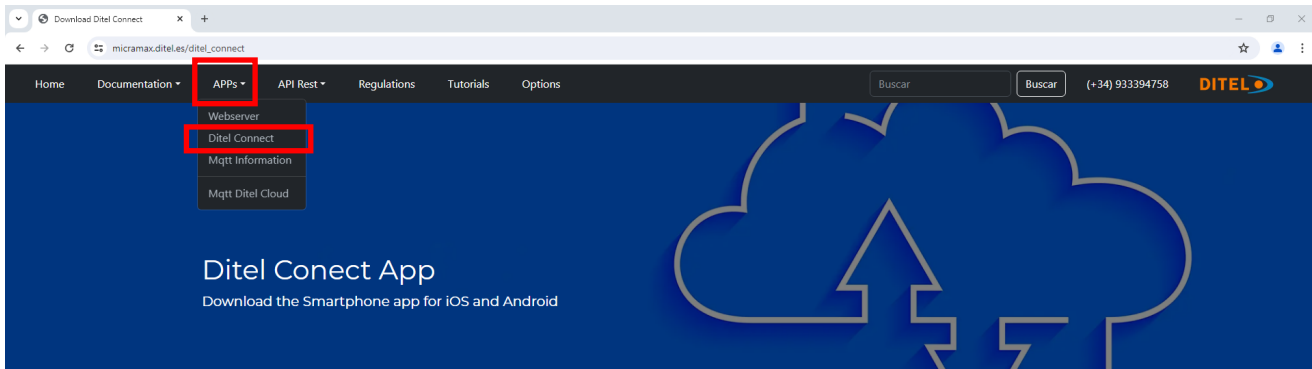 Download Ditel Connect
micramax.ditel.es/ditel_connect
Home Documentation APPs API Rest Regulations Tutorials Options Buscar Buscar (+34) 933394758 DITEL
Webserver
Ditel Connect
Mqtt Information
Mqtt Ditel Cloud
Ditel Conect App
Download the Smartphone app for iOS and Android